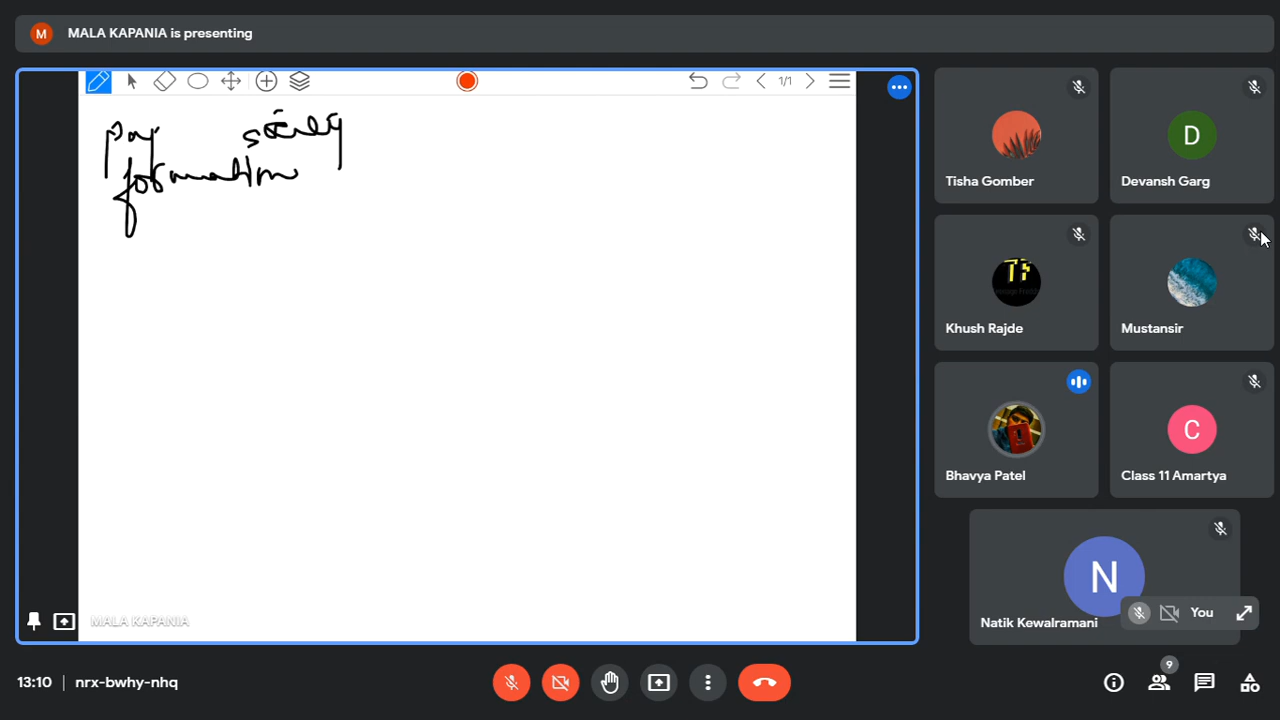 M MALA KAPANIA is presenting
1/1
Pay
formation
Tisha Gomber
D
Devansh Garg
Khush Rajde
Mustansir
Bhavya Patel
C
Class 11 Amartya
N
Natik Kewalramani
You
MALA KAPANIA
13:10 | nrx-bwhy-nhq
9